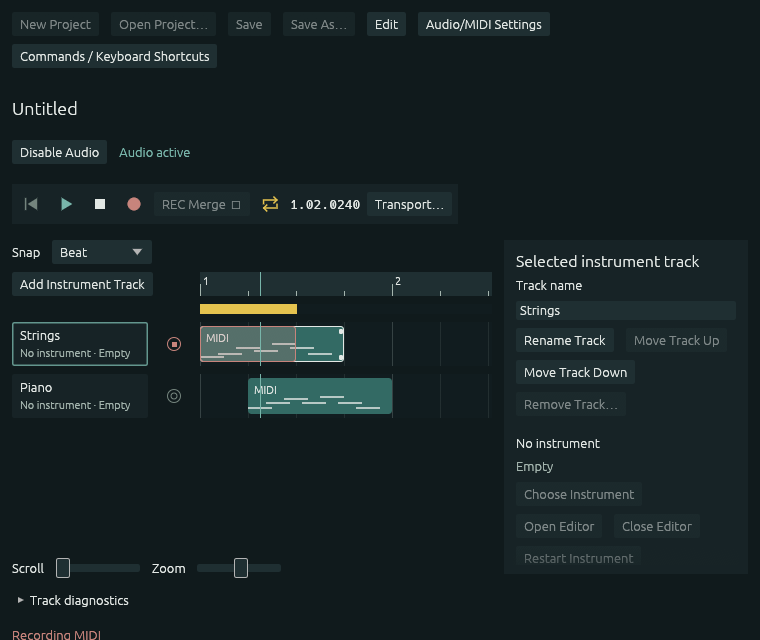 New Project Open Project... Save Save As... Edit Audio/MIDI Settings
Commands / Keyboard Shortcuts
Untitled
Disable Audio Audio active
REC Merge 1.02.0240 Transport...
Snap Beat
Add Instrument Track
1 2
Strings
No instrument · Empty
MIDI
Piano
No instrument · Empty
MIDI
Selected instrument track
Track name
Strings
Rename Track Move Track Up
Move Track Down
Remove Track...
No instrument
Empty
Choose Instrument
Open Editor Close Editor
Restart Instrument
Scroll Zoom
Track diagnostics
Recording MIDI